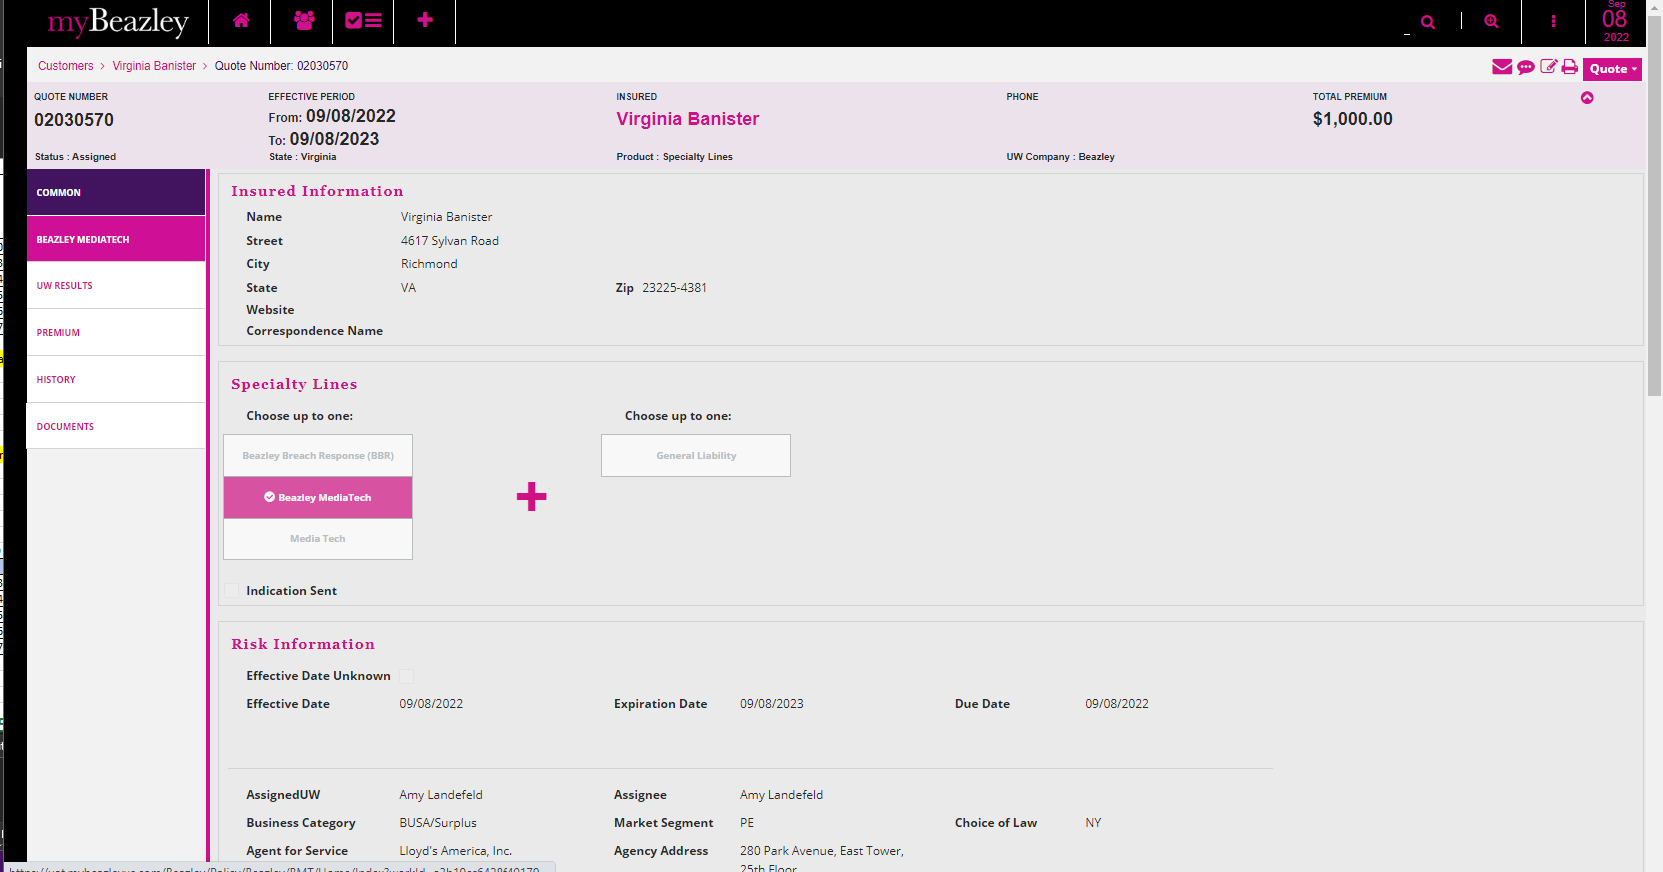 myBeazley
Sep
08
2022
Customers > Virginia Banister > Quote Number: 02030570
Quote
QUOTE NUMBER EFFECTIVE PERIOD INSURED PHONE TOTAL PREMIUM
02030570 From: 09/08/2022 Virginia Banister $1,000.00
To: 09/08/2023
Status : Assigned State : Virginia Product : Specialty Lines UW Company : Beazley
COMMON
BEAZLEY MEDIATECH
UW RESULTS
PREMIUM
HISTORY
DOCUMENTS
Insured Information
Name Virginia Banister
Street 4617 Sylvan Road
City Richmond
State VA Zip 23225-4381
Website
Correspondence Name
Specialty Lines
Choose up to one: Choose up to one:
Beazley Breach Response (BBR) General Liability
Beazley MediaTech
Media Tech
Indication Sent
Risk Information
Effective Date Unknown
Effective Date 09/08/2022 Expiration Date 09/08/2023 Due Date 09/08/2022
AssignedUW Amy Landefeld Assignee Amy Landefeld
Business Category BUSA/Surplus Market Segment PE Choice of Law NY
Agent for Service Lloyd's America, Inc. Agency Address 280 Park Avenue, East Tower,
25th Floor